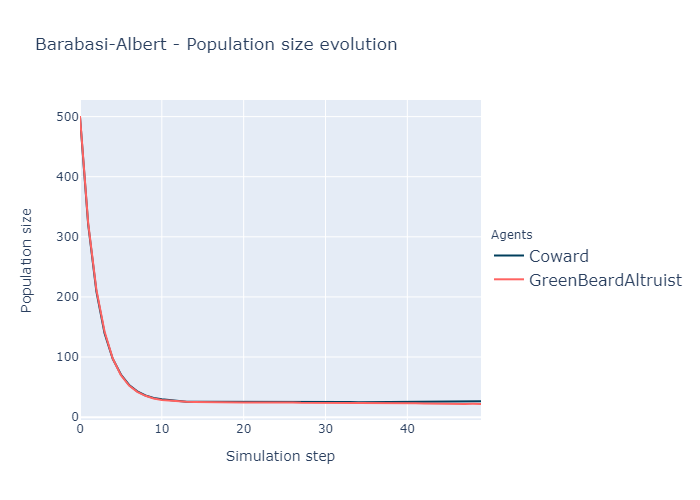 Barabasi-Albert - Population size evolution
Population size
500
400
300
200
100
0
0 10 20 30 40
Simulation step
Agents
Coward
GreenBeardAltruist